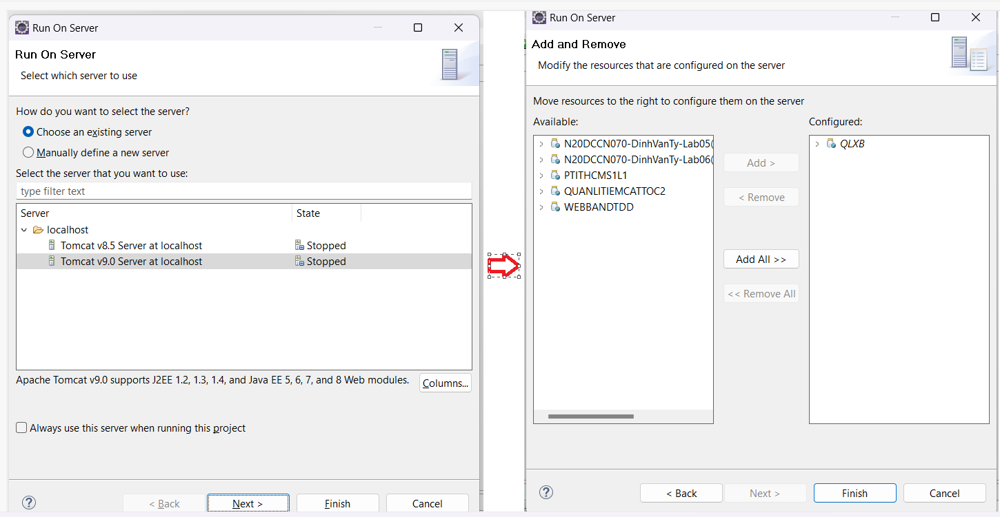 Run On Server
Run On Server
Select which server to use
How do you want to select the server?
Choose an existing server
Manually define a new server
Select the server that you want to use:
type filter text
Server State
localhost
Tomcat v8.5 Server at localhost Stopped
Tomcat v9.0 Server at localhost Stopped
Apache Tomcat v9.0 supports J2EE 1.2, 1.3, 1.4, and Java EE 5, 6, 7, and 8 Web modules.
Columns...
Always use this server when running this project
? < Back Next > Finish Cancel
Run On Server
Add and Remove
Modify the resources that are configured on the server
Move resources to the right to configure them on the server
Available:
N20DCCN070-DinhVanTy-Lab05(
N20DCCN070-DinhVanTy-Lab06(
PTITHCMS1L1
QUANLITIEMCATTOC2
WEBBANTDD
Add >
< Remove
Add All >>
<< Remove All
Configured:
QLXB
? < Back Next > Finish Cancel